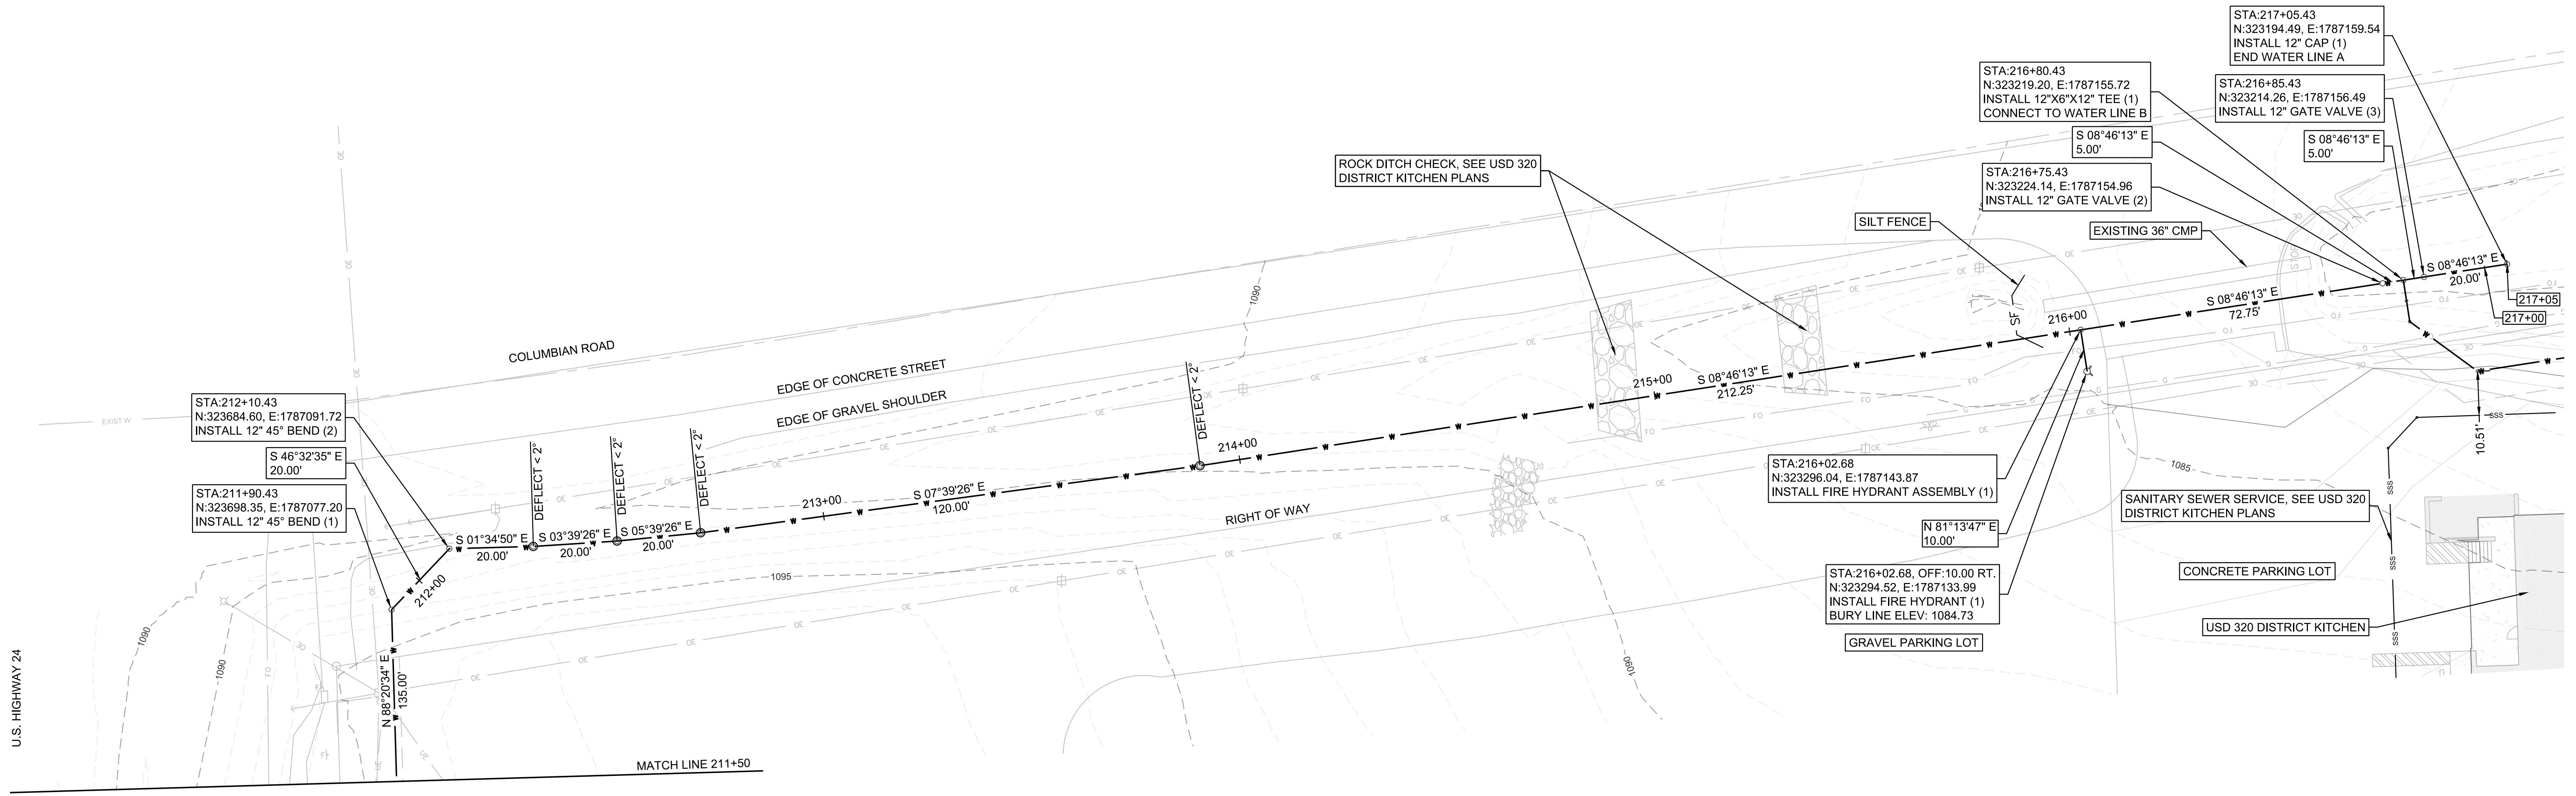 STA:217+05.43
N:323194.49, E:1787159.54
INSTALL 12" CAP (1)
END WATER LINE A
STA:216+80.43
N:323219.20, E:1787155.72
INSTALL 12"X6"X12" TEE (1)
CONNECT TO WATER LINE B
STA:216+85.43
N:323214.26, E:1787156.49
INSTALL 12" GATE VALVE (3)
S 08°46'13" E
5.00'
S 08°46'13" E
5.00'
STA:216+75.43
N:323224.14, E:1787154.96
INSTALL 12" GATE VALVE (2)
ROCK DITCH CHECK, SEE USD 320
DISTRICT KITCHEN PLANS
SILT FENCE
EXISTING 36" CMP
S 08°46'13" E
20.00'
217+05
217+00
S 08°46'13" E
72.75'
216+00
SF
1090
COLUMBIAN ROAD
EDGE OF CONCRETE STREET
EDGE OF GRAVEL SHOULDER
DEFLECT < 2°
215+00
S 08°46'13" E
212.25'
214+00
STA:212+10.43
N:323684.60, E:1787091.72
INSTALL 12" 45° BEND (2)
EXIST W
S 46°32'35" E
20.00'
STA:211+90.43
N:323698.35, E:1787077.20
INSTALL 12" 45° BEND (1)
DEFLECT < 2°
DEFLECT < 2°
DEFLECT < 2°
S 01°34'50" E
20.00'
S 03°39'26" E
20.00'
S 05°39'26" E
20.00'
213+00
S 07°39'26" E
120.00'
RIGHT OF WAY
212+00
1095
1090
1090
1090
STA:216+02.68
N:323296.04, E:1787143.87
INSTALL FIRE HYDRANT ASSEMBLY (1)
N 81°13'47" E
10.00'
STA:216+02.68, OFF:10.00 RT.
N:323294.52, E:1787133.99
INSTALL FIRE HYDRANT (1)
BURY LINE ELEV: 1084.73
GRAVEL PARKING LOT
1085
10.51'
SSS
SSS
SSS
SANITARY SEWER SERVICE, SEE USD 320
DISTRICT KITCHEN PLANS
CONCRETE PARKING LOT
USD 320 DISTRICT KITCHEN
N 88°20'34" E
135.00'
U.S. HIGHWAY 24
MATCH LINE 211+50